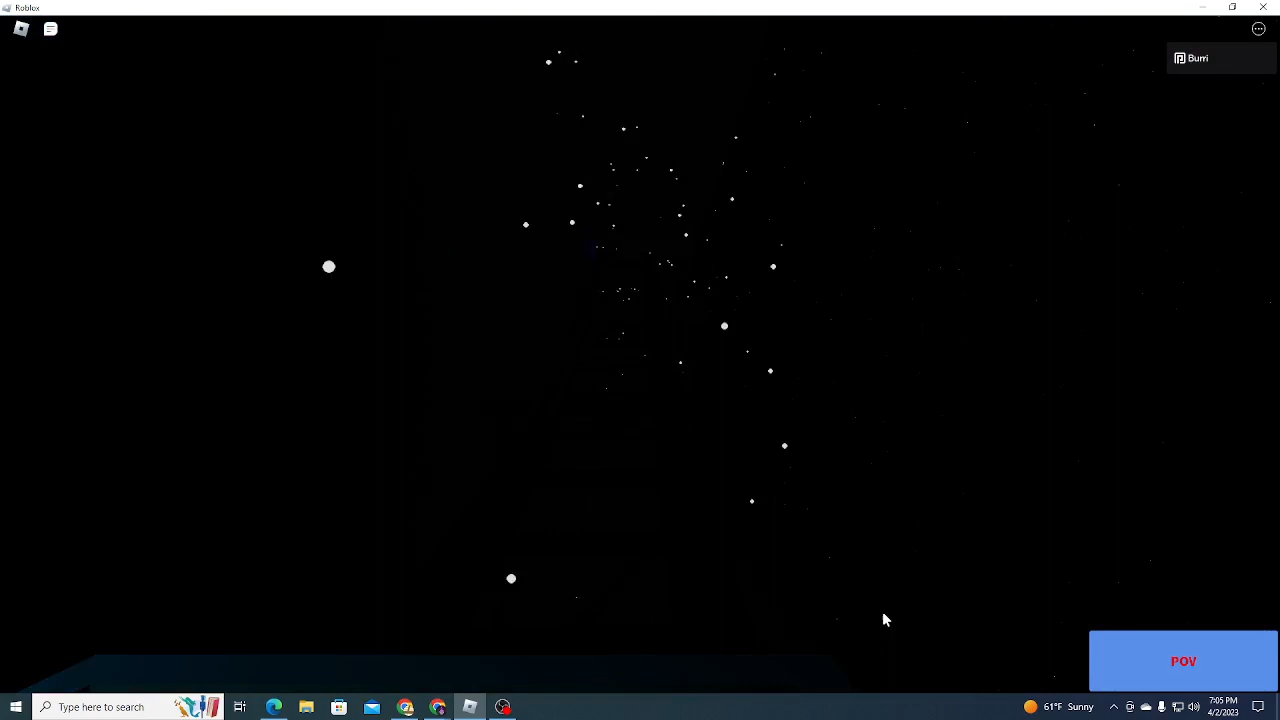 Roblox
Burri
POV
Type here to search
61°F Sunny
7:05 PM
4/2/2023